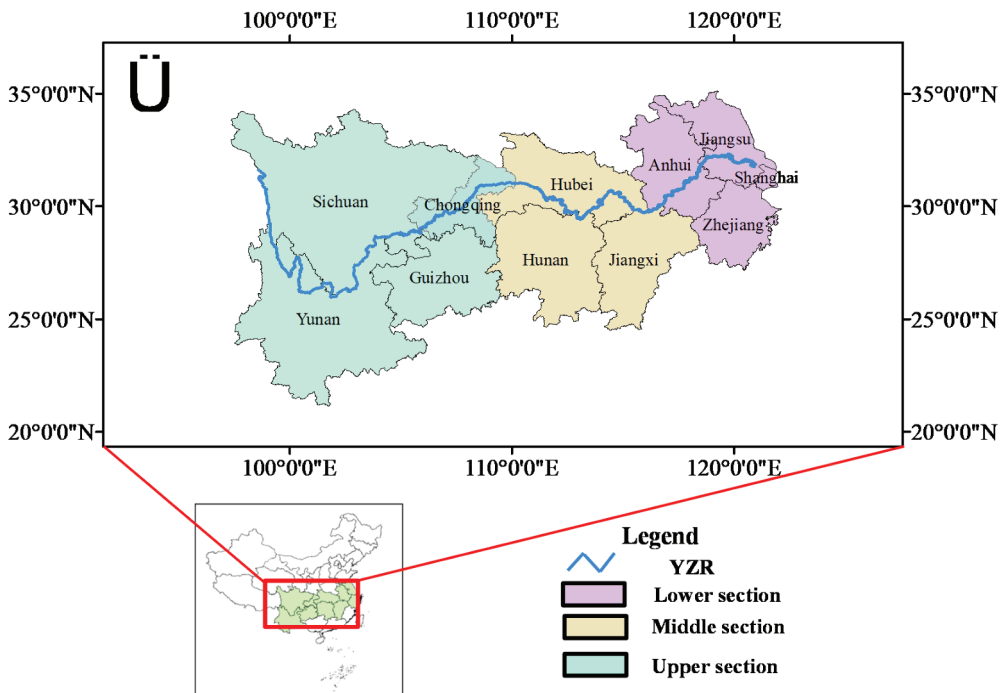 100°0'0"E 110°0'0"E 120°0'0"E
Ü
35°0'0"N 35°0'0"N
Jiangsu
Anhui
Shanghai
Hubei
Sichuan
Chongqing
30°0'0"N 30°0'0"N
Zhejiang
Hunan
Jiangxi
Guizhou
Yunan
25°0'0"N 25°0'0"N
20°0'0"N 20°0'0"N
100°0'0"E 110°0'0"E 120°0'0"E
Legend
YZR
Lower section
Middle section
Upper section